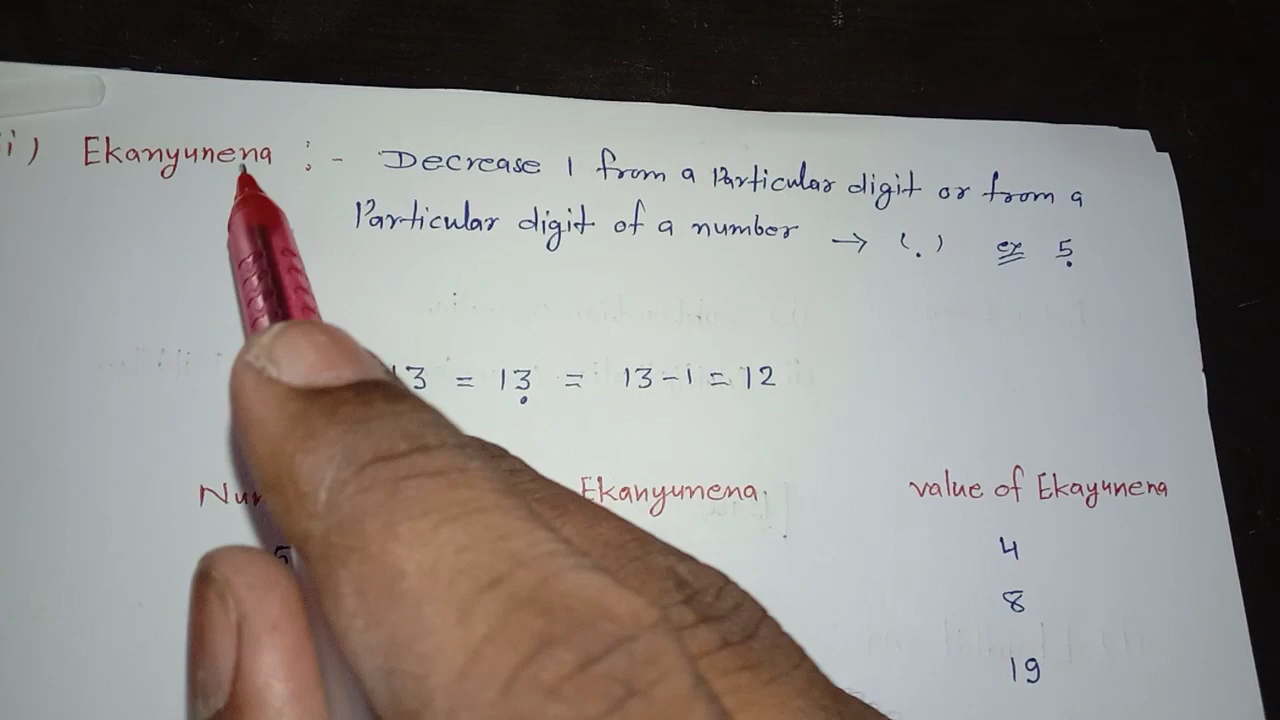 i) Ekanyunena :- Decrease 1 from a Particular digit or from a
Particular digit of a number → (.) ex 5̣
13 = 13̣ = 13-1 = 12
Ekanyunena. value of Ekayunena
5 4
8
19